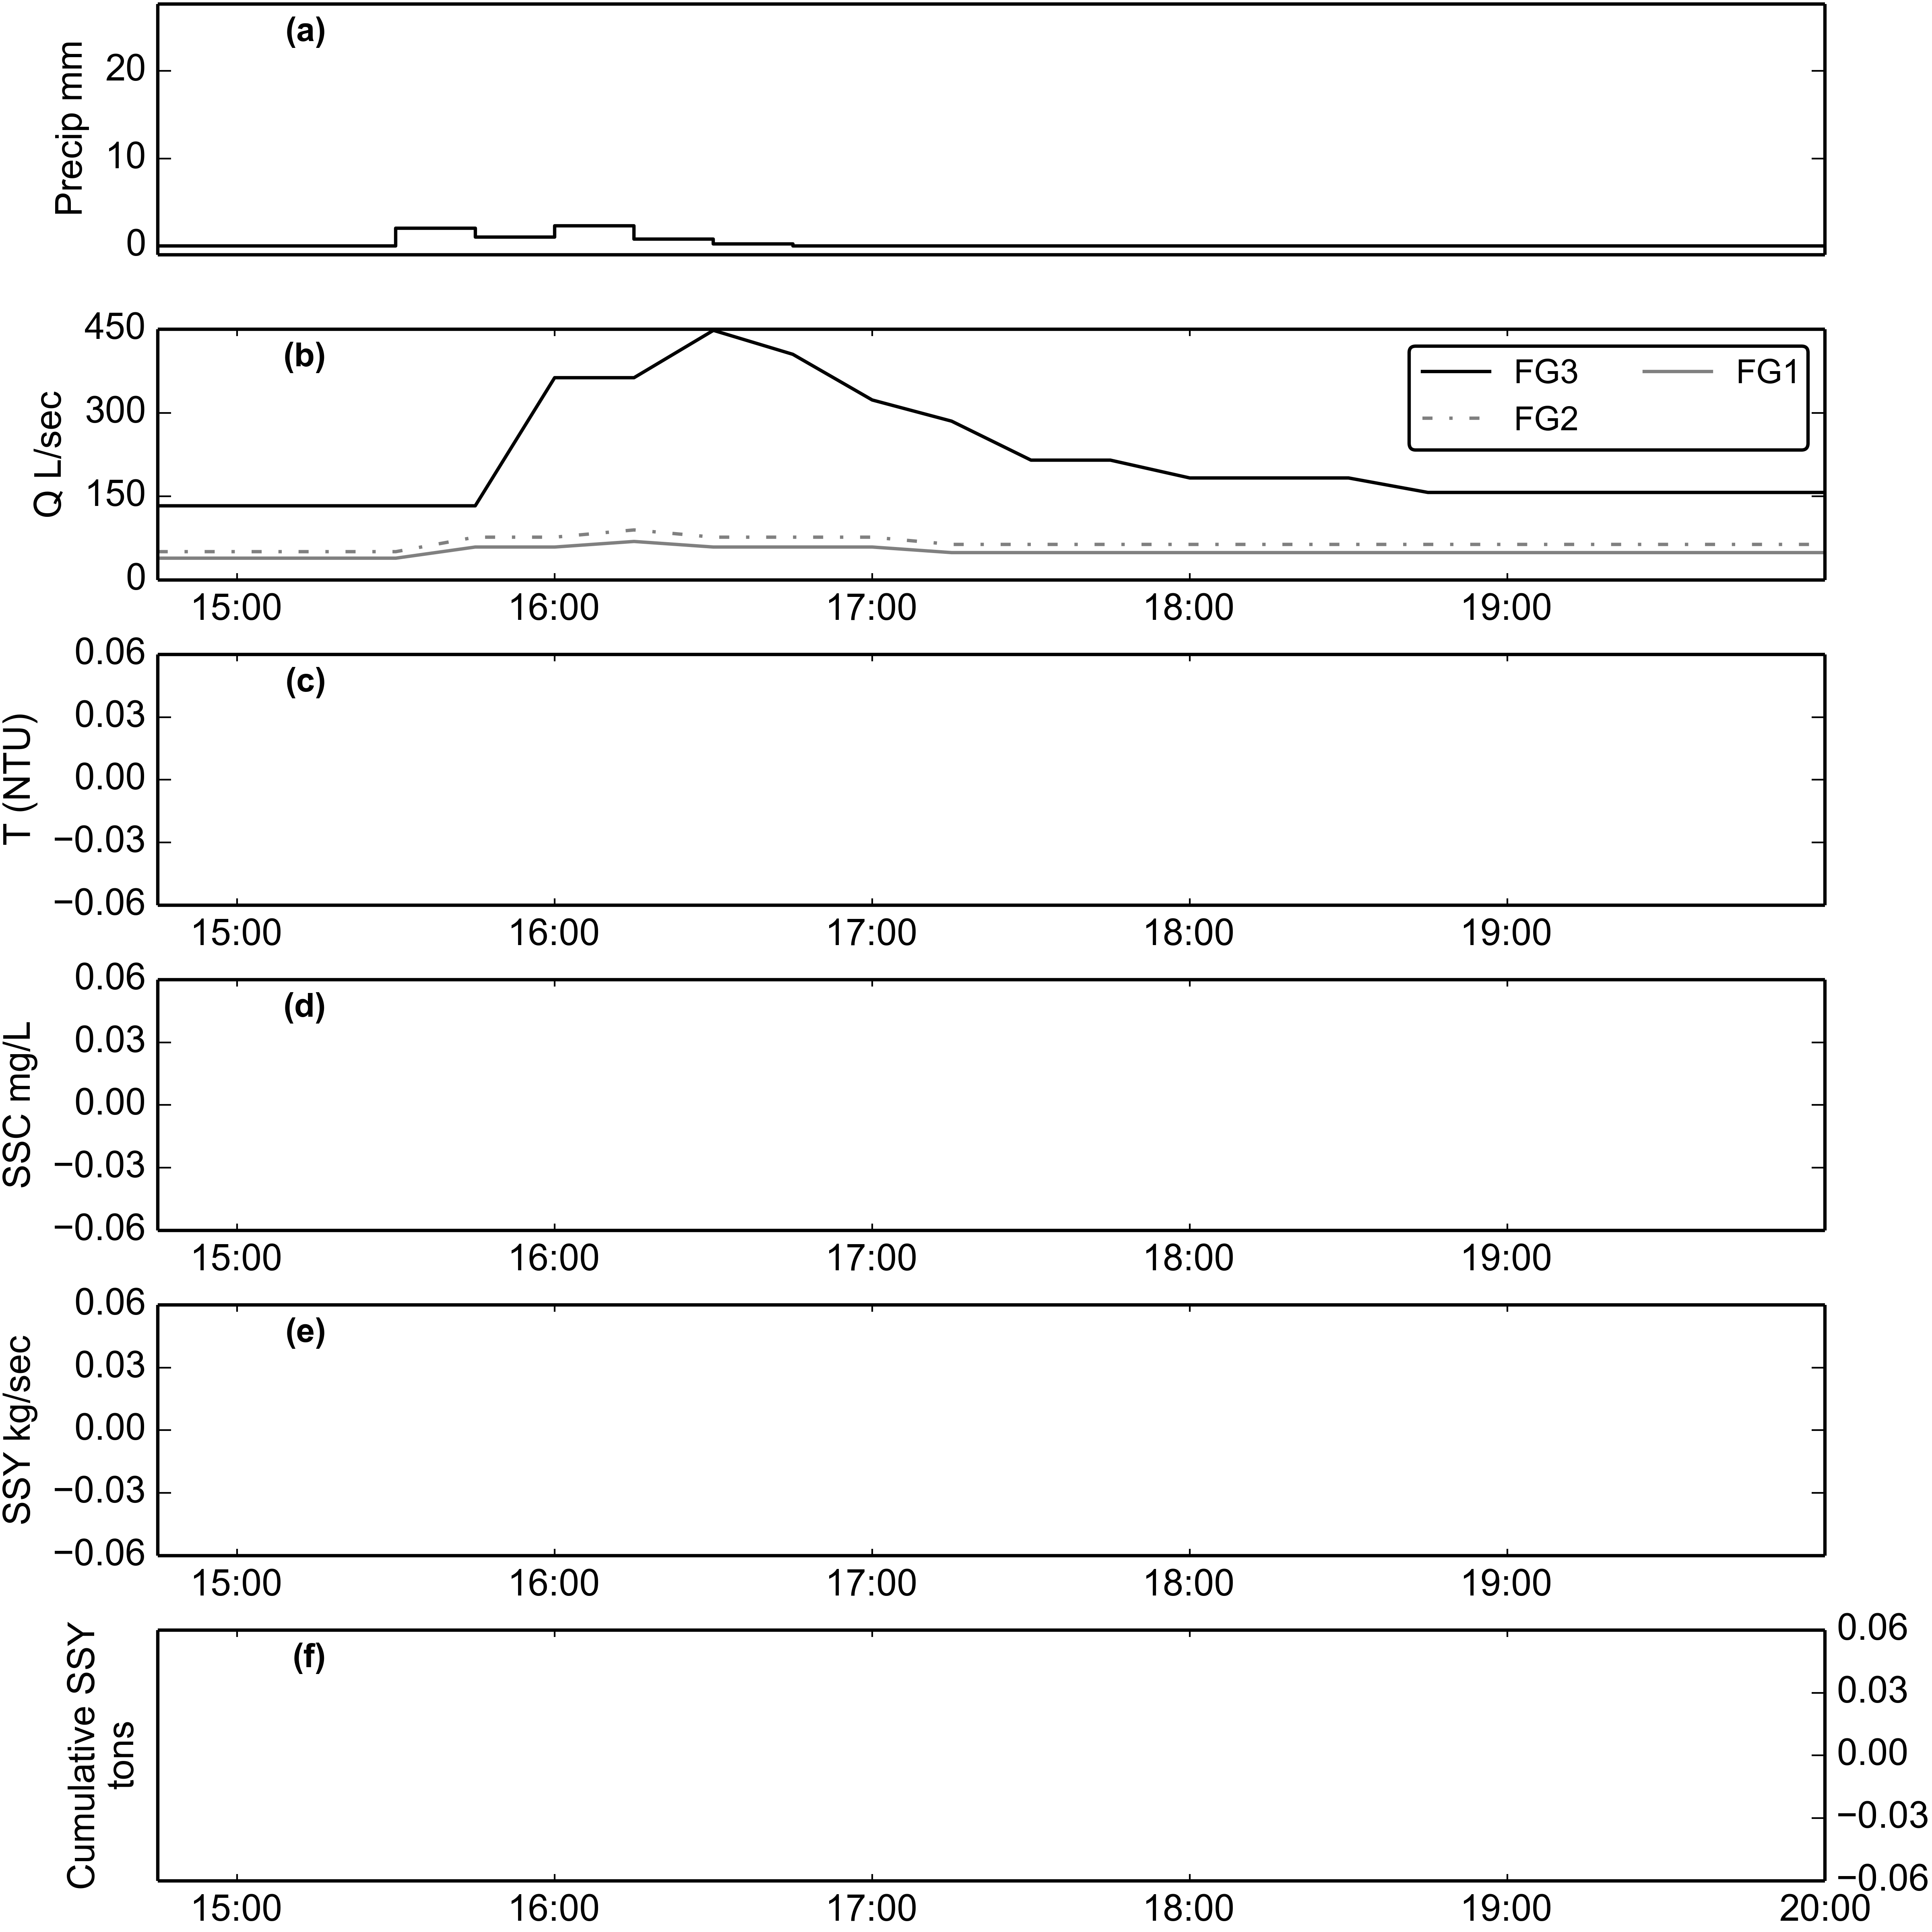 (a)
Precip mm
20
10
0
(b)
Q L/sec
450
300
150
0
FG3 FG1
FG2
15:00 16:00 17:00 18:00 19:00
(c)
T (NTU)
0.06
0.03
0.00
−0.03
−0.06
15:00 16:00 17:00 18:00 19:00
(d)
SSC mg/L
0.06
0.03
0.00
−0.03
−0.06
15:00 16:00 17:00 18:00 19:00
(e)
SSY kg/sec
0.06
0.03
0.00
−0.03
−0.06
15:00 16:00 17:00 18:00 19:00
(f)
Cumulative SSY
tons
0.06
0.03
0.00
−0.03
−0.06
15:00 16:00 17:00 18:00 19:00 20:00